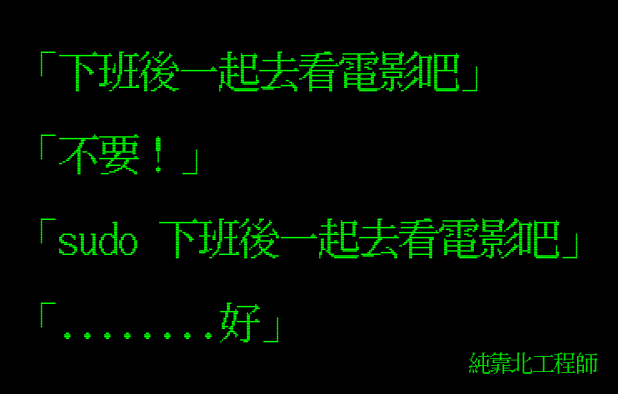 「下班後一起去看電影吧」
「不要！」
「sudo 下班後一起去看電影吧」
「........好」
純靠北工程師